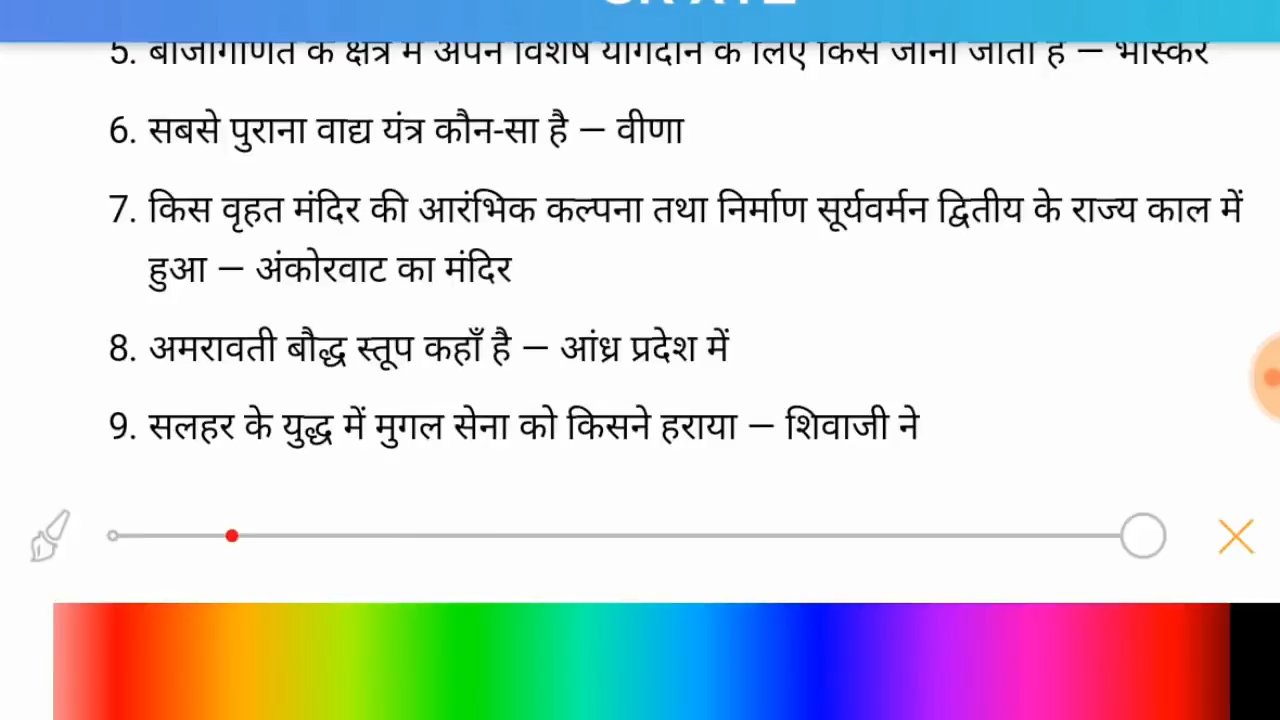 5. बीजगणित के क्षेत्र में अपने विशेष योगदान के लिए किसे जाना जाता है – भास्कर
6. सबसे पुराना वाद्य यंत्र कौन-सा है – वीणा
7. किस वृहत मंदिर की आरंभिक कल्पना तथा निर्माण सूर्यवर्मन द्वितीय के राज्य काल में
हुआ – अंकोरवाट का मंदिर
8. अमरावती बौद्ध स्तूप कहाँ है – आंध्र प्रदेश में
9. सलहर के युद्ध में मुगल सेना को किसने हराया – शिवाजी ने